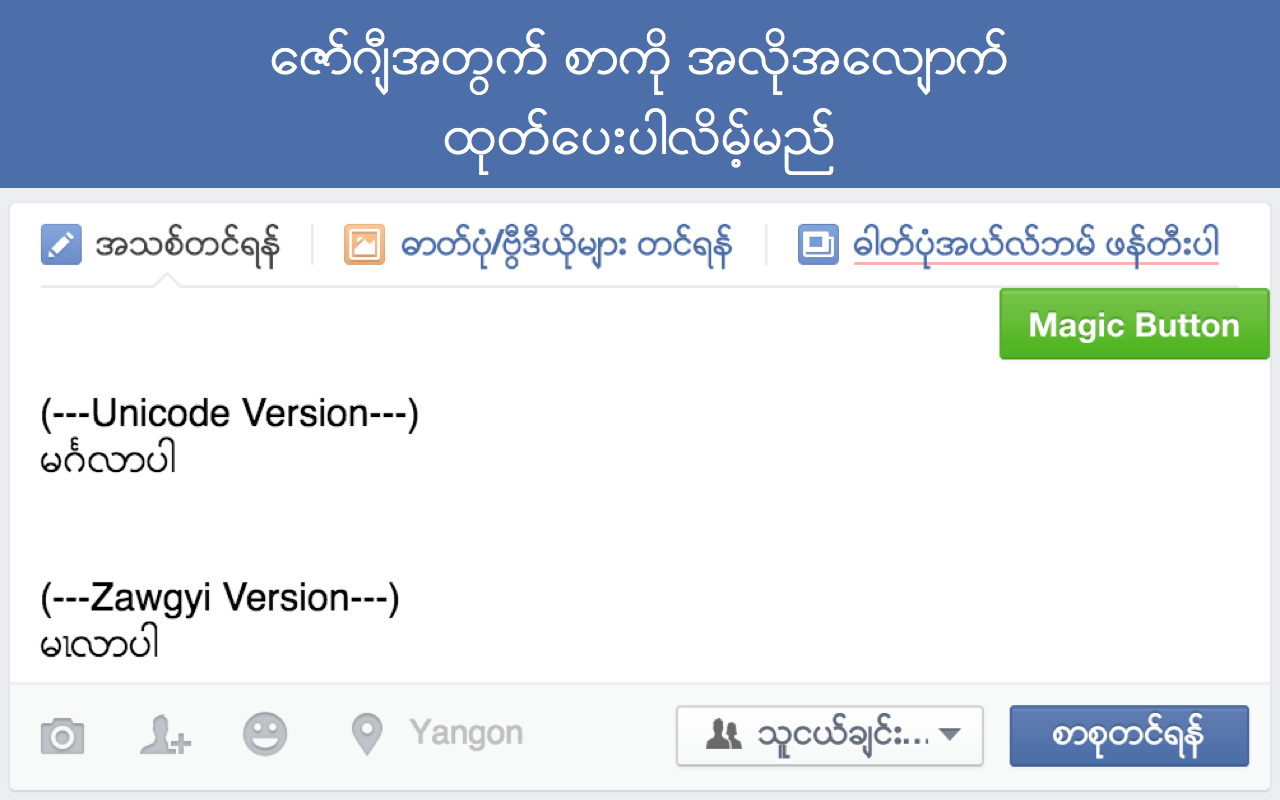 ဇော်ဂျီအတွက် စာကို အလိုအလျောက်
ထုတ်ပေးပါလိမ့်မည်
အသစ်တင်ရန်
ဓာတ်ပုံ/ဗွီဒီယိုများ တင်ရန်
ဓါတ်ပုံအယ်လ်ဘမ် ဖန်တီးပါ
Magic Button
(---Unicode Version---)
မင်္ဂလာပါ
(---Zawgyi Version---)
မၤလာပါ
Yangon
သူငယ်ချင်း...
စာစုတင်ရန်